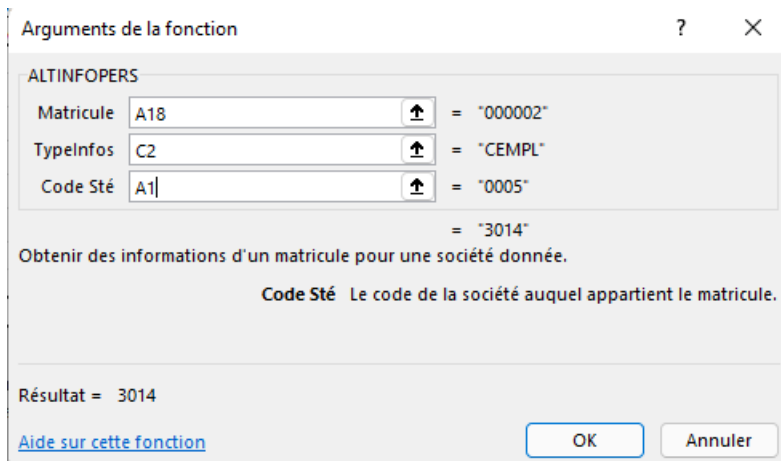 Arguments de la fonction ? ×
ALTINFOPERS
Matricule A18 = "000002"
TypeInfos C2 = "CEMPL"
Code Sté A1 = "0005"
= "3014"
Obtenir des informations d'un matricule pour une société donnée.
Code Sté Le code de la société auquel appartient le matricule.
Résultat = 3014
Aide sur cette fonction OK Annuler